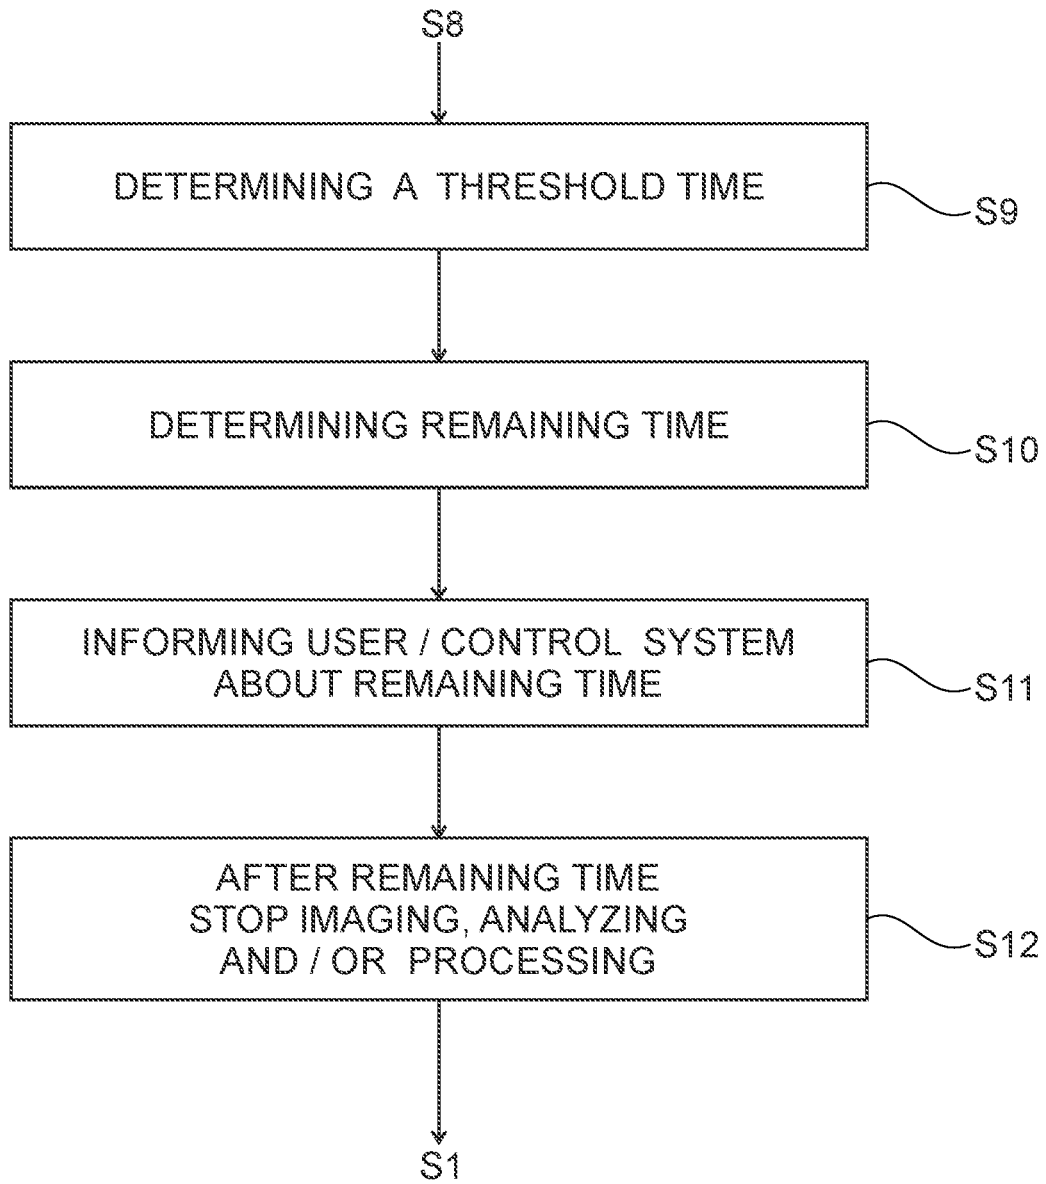 S8
DETERMINING A THRESHOLD TIME
S9
DETERMINING REMAINING TIME
S10
INFORMING USER / CONTROL SYSTEM
ABOUT REMAINING TIME
S11
AFTER REMAINING TIME
STOP IMAGING, ANALYZING
AND / OR PROCESSING
S12
S1